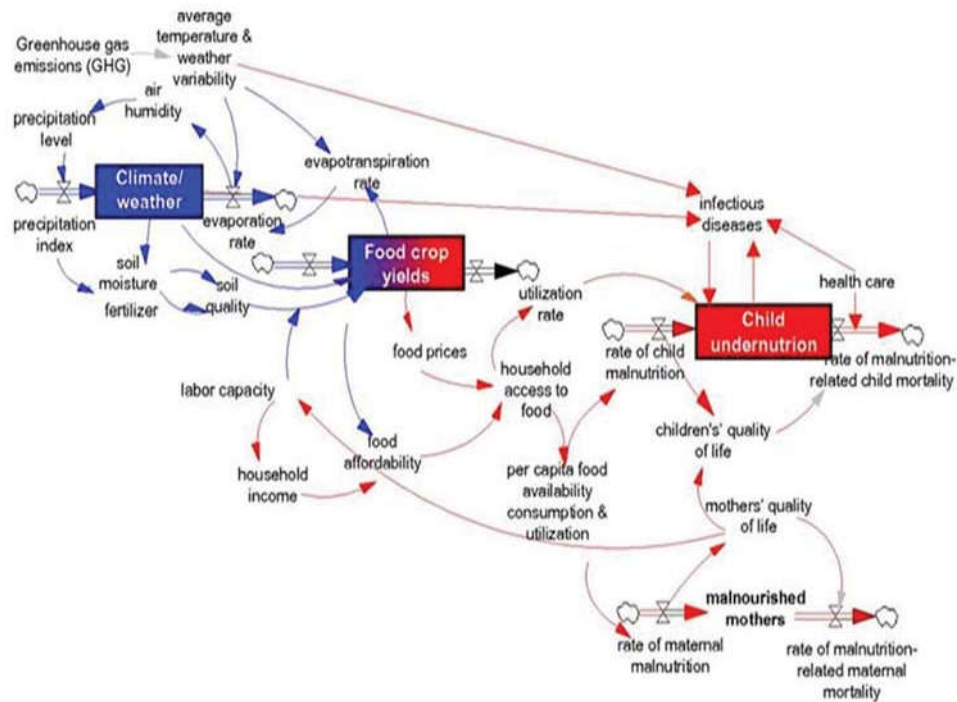 average
temperature &
weather
variability
Greenhouse gas
emissions (GHG)
air
humidity
precipitation
level
evapotranspiration
rate
Climate/
weather
infectious
diseases
precipitation
index
evaporation
rate
Food crop
yields
soil
moisture
soil
quality
fertilizer
utilization
rate
health care
Child
undernutrion
rate of child
malnutrition
rate of malnutrition-
related child mortality
food prices
household
access to
food
labor capacity
children's' quality
of life
food
affordability
household
income
per capita food
availability
consumption &
utilization
mothers' quality
of life
malnourished
mothers
rate of maternal
malnutrition
rate of malnutrition-
related maternal
mortality